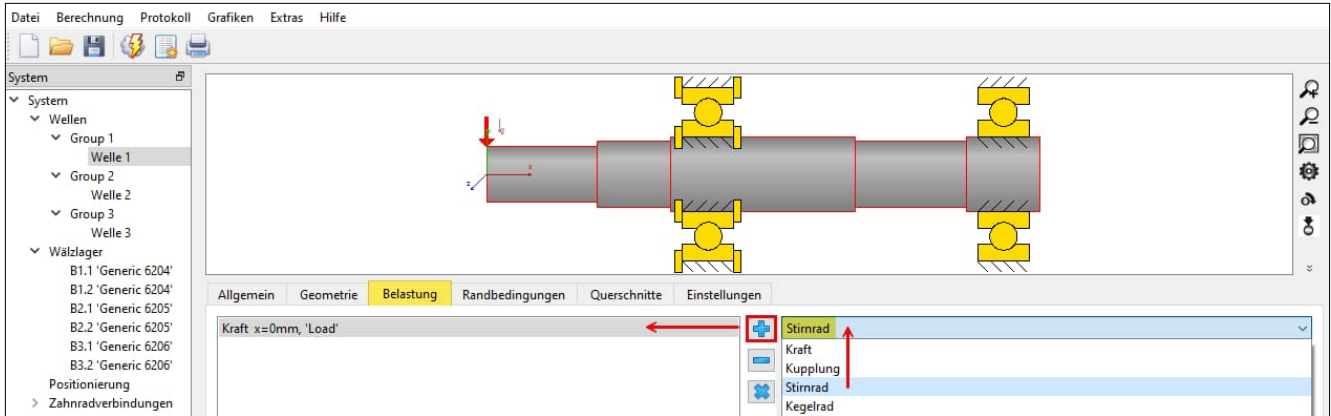 Datei Berechnung Protokoll Grafiken Extras Hilfe
System
System
Wellen
Group 1
Welle 1
Group 2
Welle 2
Group 3
Welle 3
Wälzlager
B1.1 'Generic 6204'
B1.2 'Generic 6204'
B2.1 'Generic 6205'
B2.2 'Generic 6205'
B3.1 'Generic 6206'
B3.2 'Generic 6206'
Positionierung
Zahnradverbindungen
x
z
Allgemein Geometrie Belastung Randbedingungen Querschnitte Einstellungen
Kraft x=0mm, 'Load'
Stirnrad
Kraft
Kupplung
Stirnrad
Kegelrad